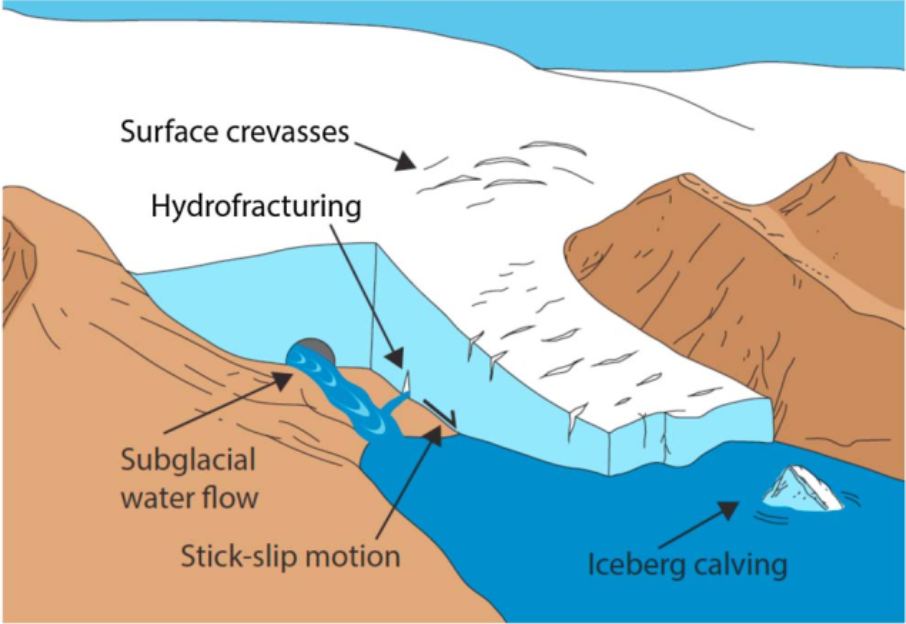 Surface crevasses
Hydrofracturing
Subglacial
water flow
Stick-slip motion
Iceberg calving